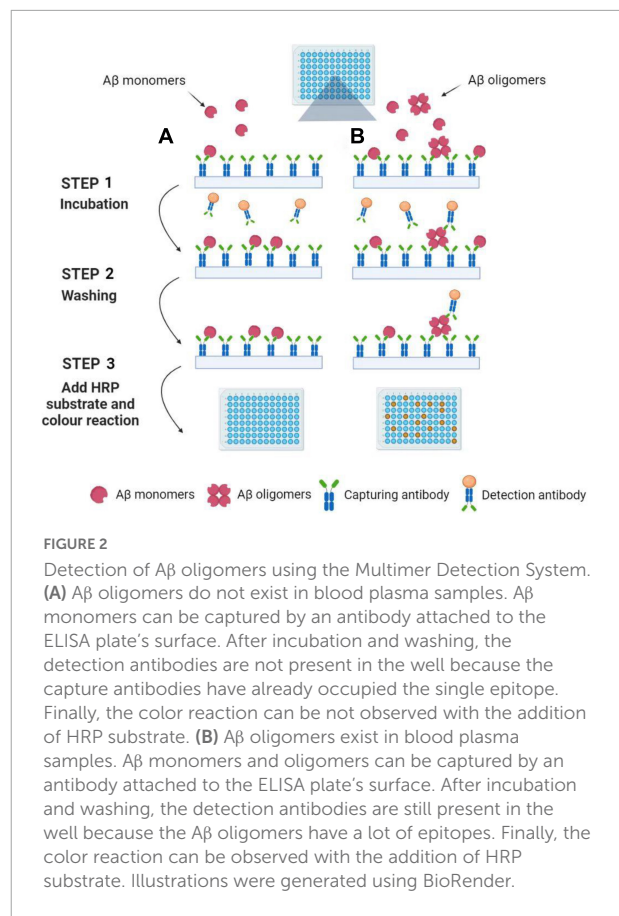 Aβ monomers
Aβ oligomers
A
B
STEP 1
Incubation
STEP 2
Washing
STEP 3
Add HRP
substrate and
colour reaction
Aβ monomers
Aβ oligomers
Capturing antibody
Detection antibody
FIGURE 2
Detection of Aβ oligomers using the Multimer Detection System.
(A) Aβ oligomers do not exist in blood plasma samples. Aβ
monomers can be captured by an antibody attached to the
ELISA plate's surface. After incubation and washing, the
detection antibodies are not present in the well because the
capture antibodies have already occupied the single epitope.
Finally, the color reaction can be not observed with the addition
of HRP substrate. (B) Aβ oligomers exist in blood plasma
samples. Aβ monomers and oligomers can be captured by an
antibody attached to the ELISA plate's surface. After incubation
and washing, the detection antibodies are still present in the
well because the Aβ oligomers have a lot of epitopes. Finally, the
color reaction can be observed with the addition of HRP
substrate. Illustrations were generated using BioRender.